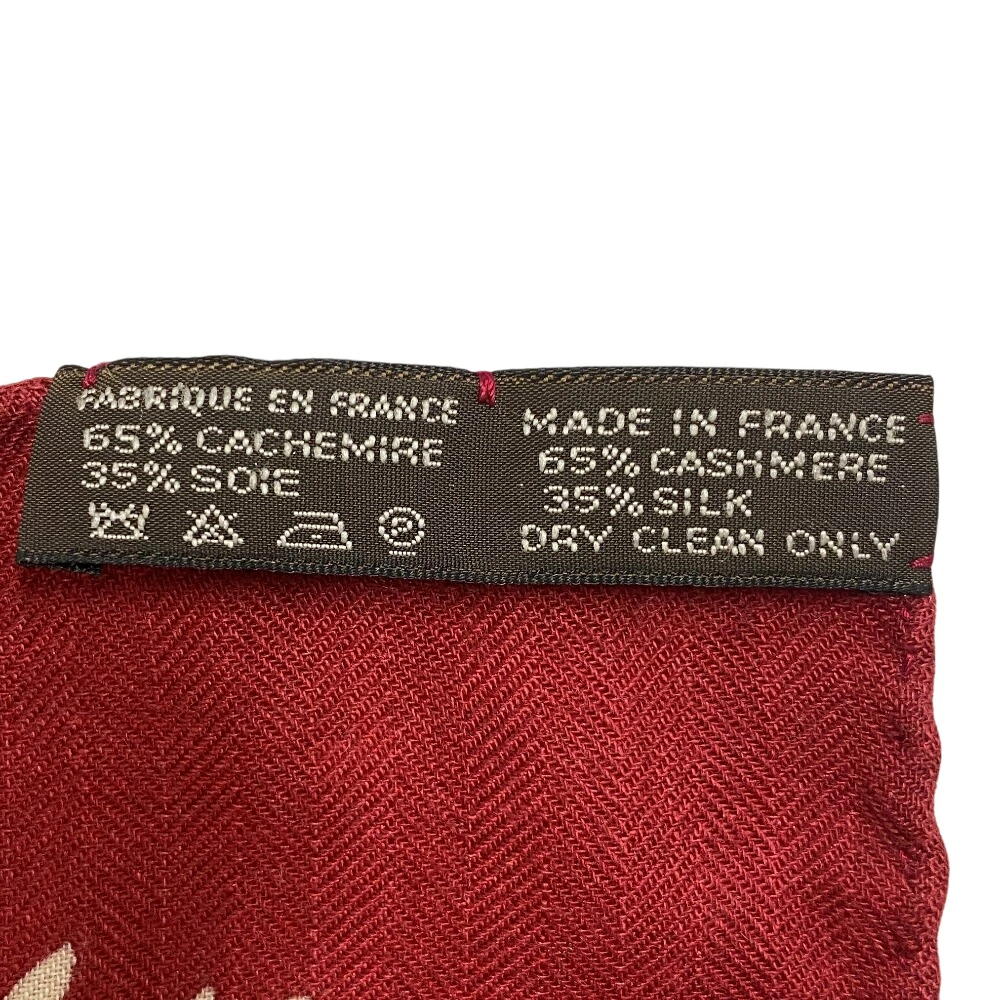 FABRIQUE EN FRANCE
65% CACHEMIRE
35% SOIE
MADE IN FRANCE
65% CASHMERE
35% SILK
DRY CLEAN ONLY